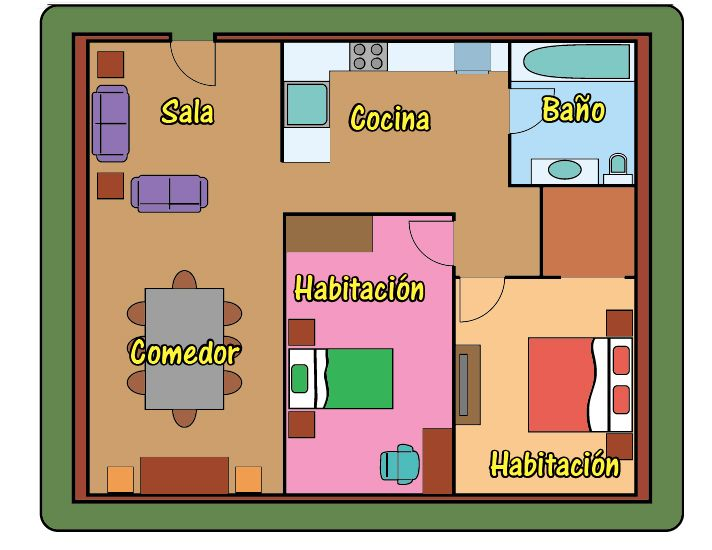 Sala
Cocina
Baño
Habitación
Comedor
Habitación